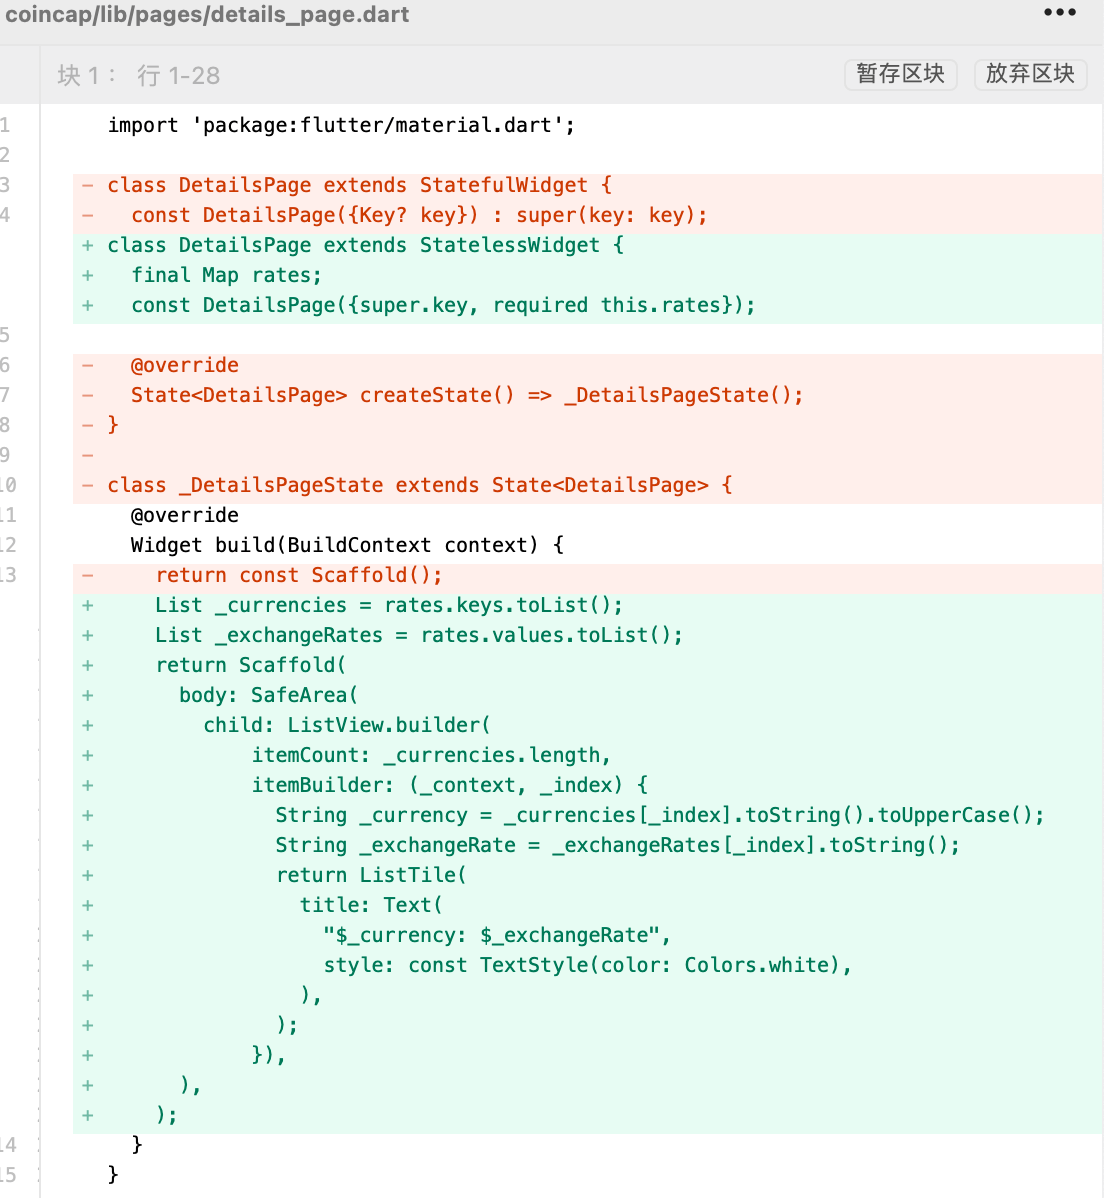 coincap/lib/pages/details_page.dart
•••
块 1： 行 1-28
暂存区块
放弃区块
1 import 'package:flutter/material.dart';
2
3 - class DetailsPage extends StatefulWidget {
4 -   const DetailsPage({Key? key}) : super(key: key);
+ class DetailsPage extends StatelessWidget {
+   final Map rates;
+   const DetailsPage({super.key, required this.rates});
5
6 -   @override
7 -   State<DetailsPage> createState() => _DetailsPageState();
8 - }
9 -
10 - class _DetailsPageState extends State<DetailsPage> {
11   @override
12   Widget build(BuildContext context) {
13 -     return const Scaffold();
+     List _currencies = rates.keys.toList();
+     List _exchangeRates = rates.values.toList();
+     return Scaffold(
+       body: SafeArea(
+         child: ListView.builder(
+             itemCount: _currencies.length,
+             itemBuilder: (_context, _index) {
+               String _currency = _currencies[_index].toString().toUpperCase();
+               String _exchangeRate = _exchangeRates[_index].toString();
+               return ListTile(
+                 title: Text(
+                   "$_currency: $_exchangeRate",
+                   style: const TextStyle(color: Colors.white),
+                 ),
+               );
+             }),
+       ),
+     );
14   }
15 }